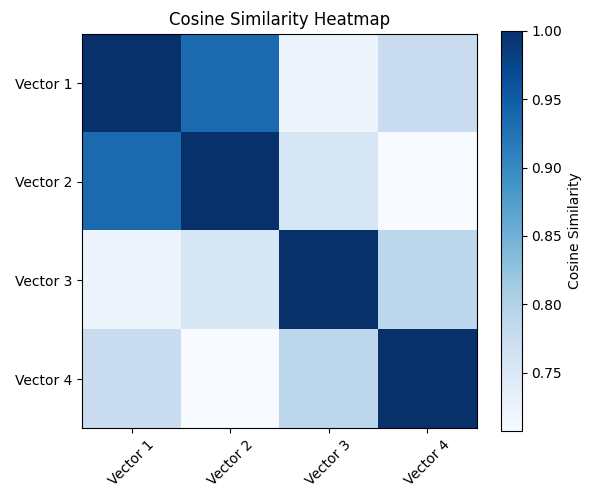 Cosine Similarity Heatmap
Vector 1
Vector 2
Vector 3
Vector 4
Vector 1
Vector 2
Vector 3
Vector 4
1.00
0.95
0.90
0.85
0.80
0.75
Cosine Similarity